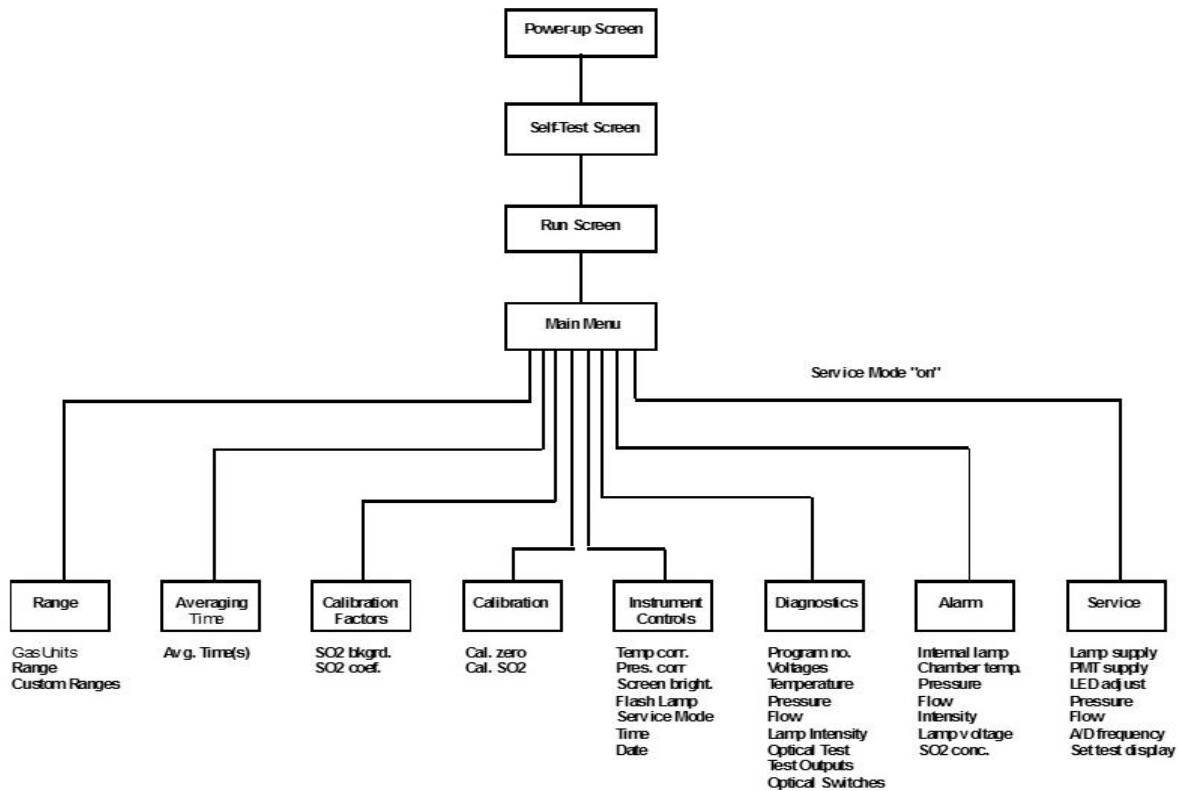 Power-up Screen
Self-Test Screen
Run Screen
Main Menu
Service Mode "on"
Range
Gas Units
Range
Custom Ranges
Averaging
Time
Avg. Time(s)
Calibration
Factors
SO2 bkgrd.
SO2 coef.
Calibration
Cal. zero
Cal. SO2
Instrument
Controls
Temp corr.
Pres. corr
Screen bright.
Flash Lamp
Service Mode
Time
Date
Diagnostics
Program no.
Voltages
Temperature
Pressure
Flow
Lamp Intensity
Optical Test
Test Outputs
Optical Switches
Alarm
Internal lamp
Chamber temp.
Pressure
Flow
Intensity
Lamp voltage
SO2 conc.
Service
Lamp supply
PMT supply
LED adjust
Pressure
Flow
A/D frequency
Set test display